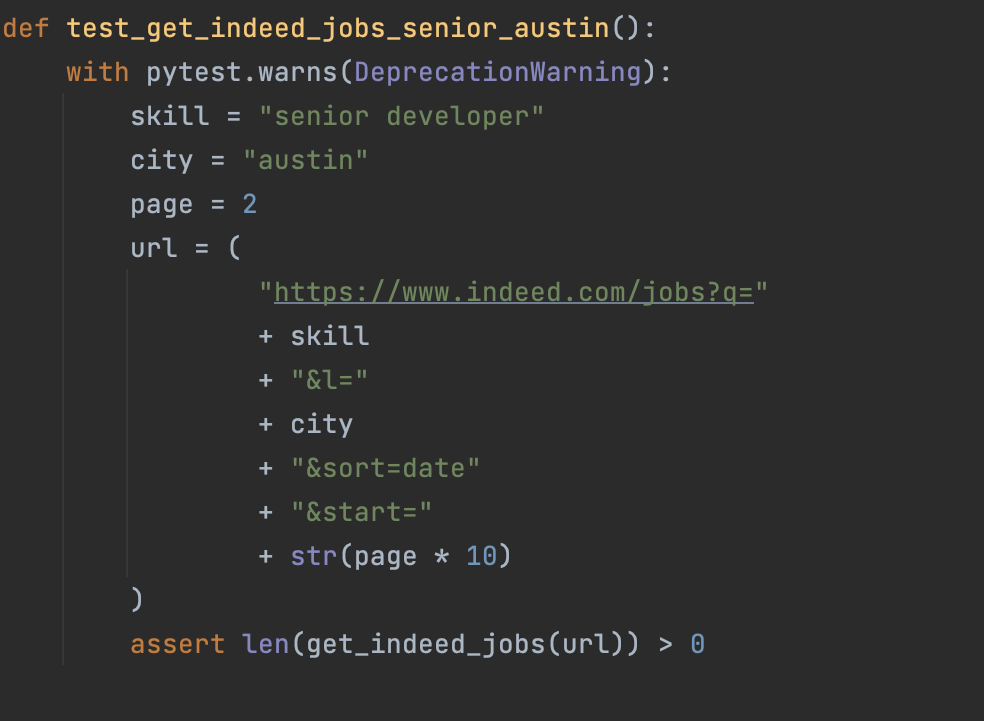 def test_get_indeed_jobs_senior_austin():
    with pytest.warns(DeprecationWarning):
        skill = "senior developer"
        city = "austin"
        page = 2
        url = (
                "https://www.indeed.com/jobs?q="
                + skill
                + "&l="
                + city
                + "&sort=date"
                + "&start="
                + str(page * 10)
        )
        assert len(get_indeed_jobs(url)) > 0